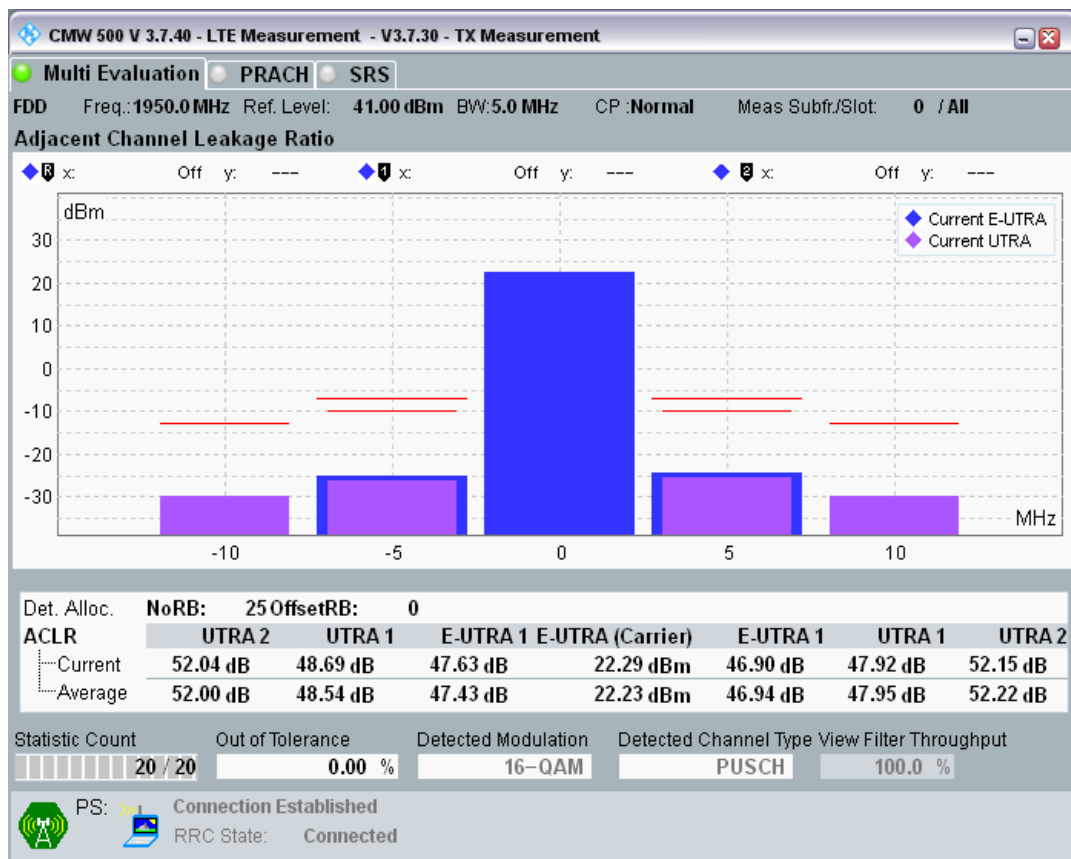 CMW 500 V 3.7.40 - LTE Measurement - V3.7.30 - TX Measurement
Multi Evaluation PRACH SRS
FDD Freq.: 1950.0 MHz Ref. Level: 41.00 dBm BW: 5.0 MHz CP : Normal Meas Subfr./Slot: 0 / All
Adjacent Channel Leakage Ratio
R x: Off y: --- 1 x: Off y: --- 2 x: Off y: ---
dBm
Current E-UTRA
Current UTRA
30
20
10
0
-10
-20
-30
MHz
-10 -5 0 5 10
Det. Alloc. NoRB: 25 OffsetRB: 0
ACLR UTRA 2 UTRA 1 E-UTRA 1 E-UTRA (Carrier) E-UTRA 1 UTRA 1 UTRA 2
Current 52.04 dB 48.69 dB 47.63 dB 22.29 dBm 46.90 dB 47.92 dB 52.15 dB
Average 52.00 dB 48.54 dB 47.43 dB 22.23 dBm 46.94 dB 47.95 dB 52.22 dB
Statistic Count Out of Tolerance Detected Modulation Detected Channel Type View Filter Throughput
20 / 20 0.00 % 16-QAM PUSCH 100.0 %
PS: Connection Established
RRC State: Connected